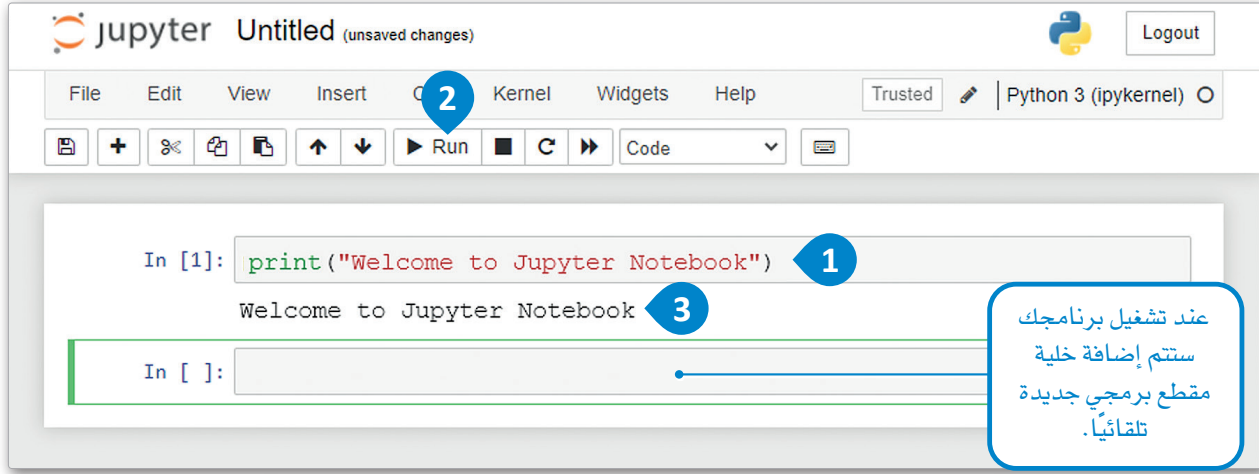 jupyter Untitled (unsaved changes) Logout
File Edit View Insert C 2 Kernel Widgets Help Trusted Python 3 (ipykernel)
Run Code
In [1]: print("Welcome to Jupyter Notebook") 1
Welcome to Jupyter Notebook 3
In [ ]:
عند تشغيل برنامجك
ستتم إضافة خلية
مقطع برمجي جديدة
تلقائيًا.